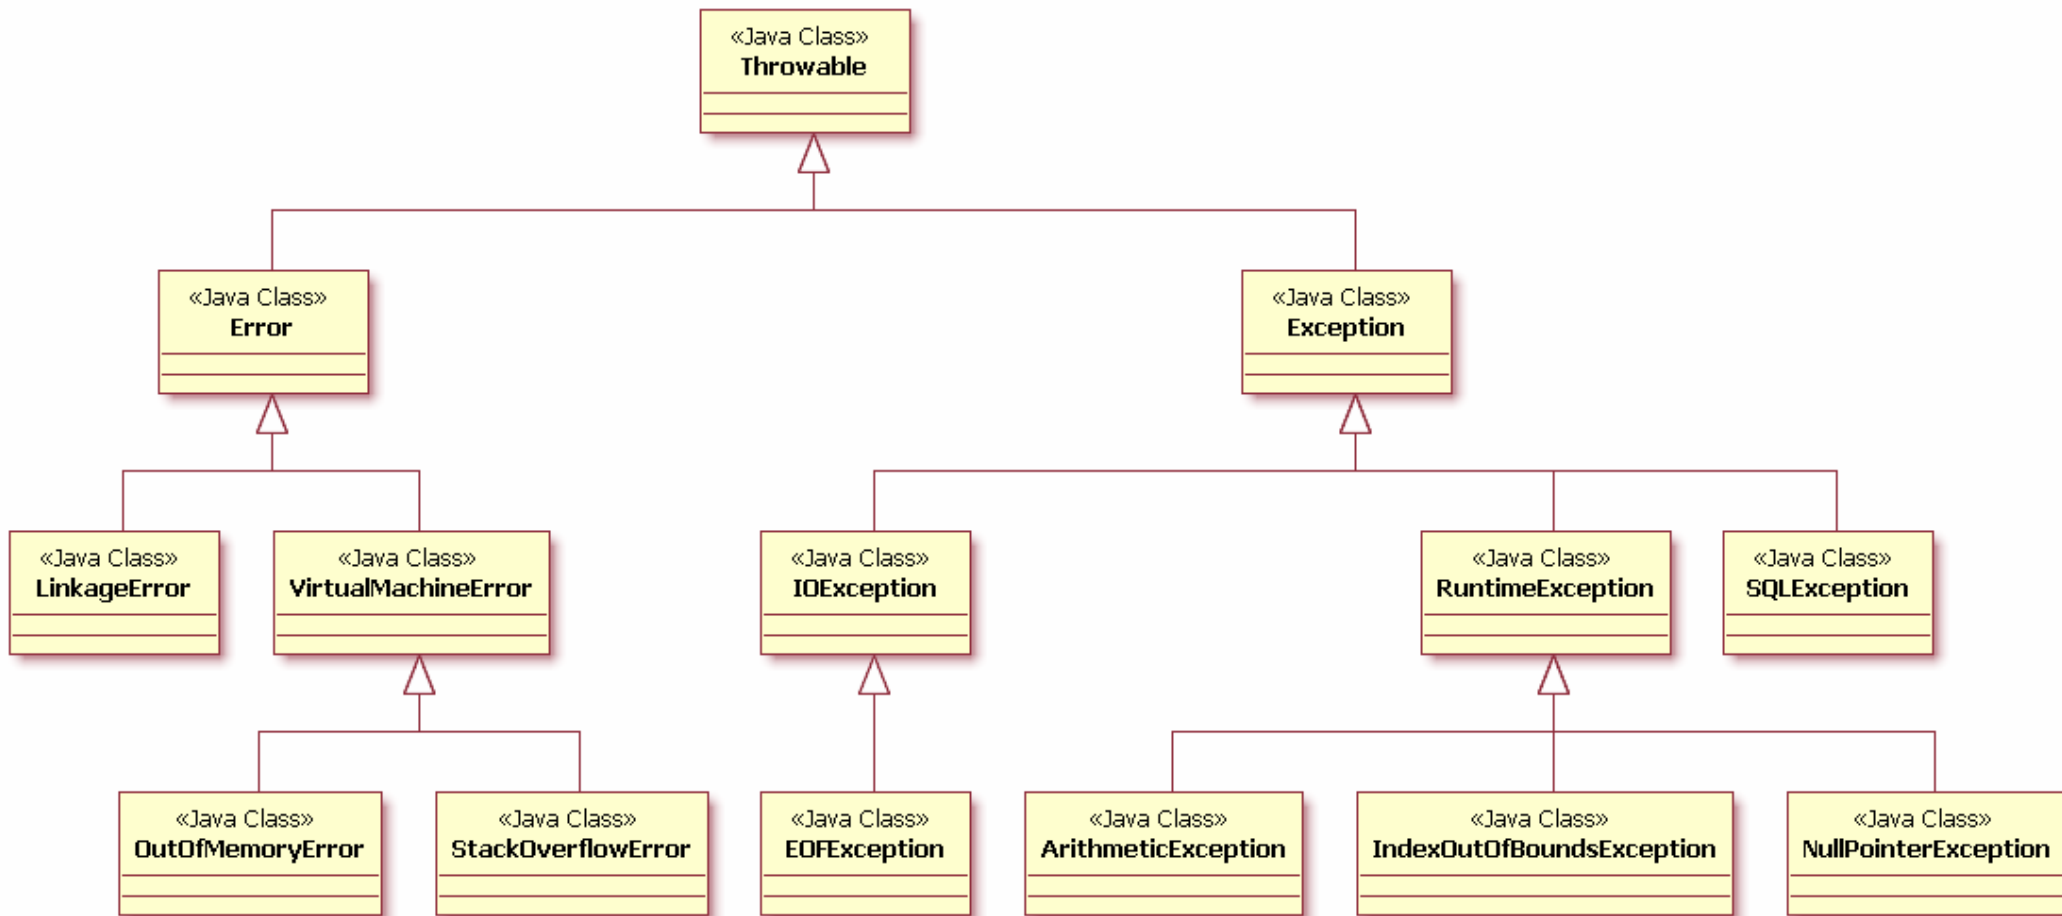 «Java Class»
Throwable
«Java Class»
Error
«Java Class»
Exception
«Java Class»
LinkageError
«Java Class»
VirtualMachineError
«Java Class»
IOException
«Java Class»
RuntimeException
«Java Class»
SQLException
«Java Class»
OutOfMemoryError
«Java Class»
StackOverflowError
«Java Class»
EOFException
«Java Class»
ArithmeticException
«Java Class»
IndexOutOfBoundsException
«Java Class»
NullPointerException